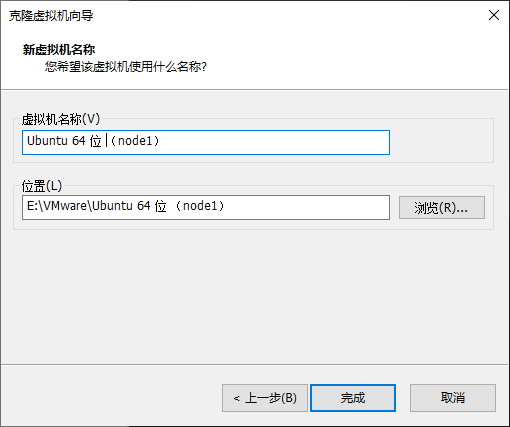 克隆虚拟机向导
新虚拟机名称
您希望该虚拟机使用什么名称?
虚拟机名称(V)
Ubuntu 64 位 （node1）
位置(L)
E:\VMware\Ubuntu 64 位 （node1）
浏览(R)...
< 上一步(B)
完成
取消